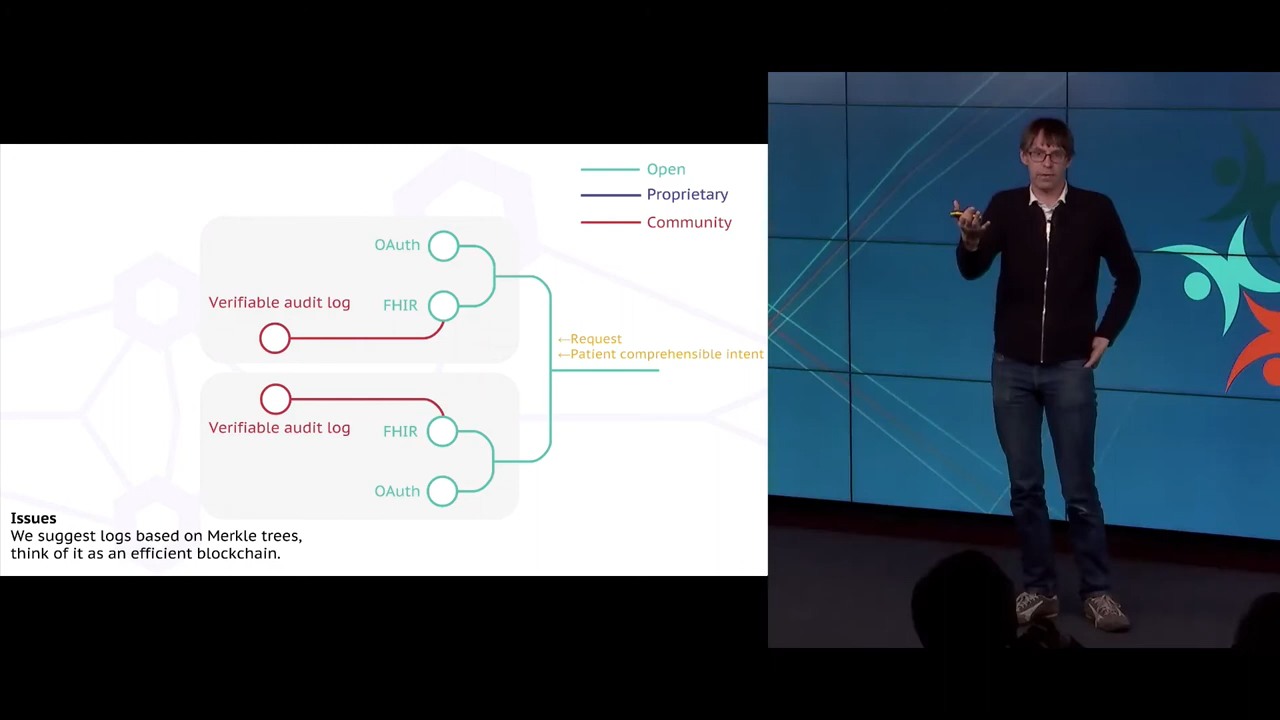 Open
Proprietary
Community
OAuth
Verifiable audit log
FHIR
←Request
←Patient comprehensible intent
Verifiable audit log
FHIR
OAuth
Issues
We suggest logs based on Merkle trees,
think of it as an efficient blockchain.